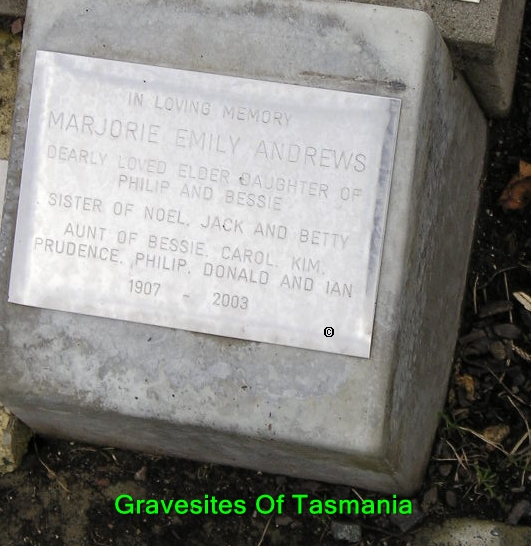 IN LOVING MEMORY
MARJORIE EMILY ANDREWS
DEARLY LOVED ELDER DAUGHTER OF
PHILIP AND BESSIE
SISTER OF NOEL, JACK AND BETTY
AUNT OF BESSIE, CAROL, KIM,
PRUDENCE, PHILIP, DONALD AND IAN
1907 - 2003
©
Gravesites Of Tasmania